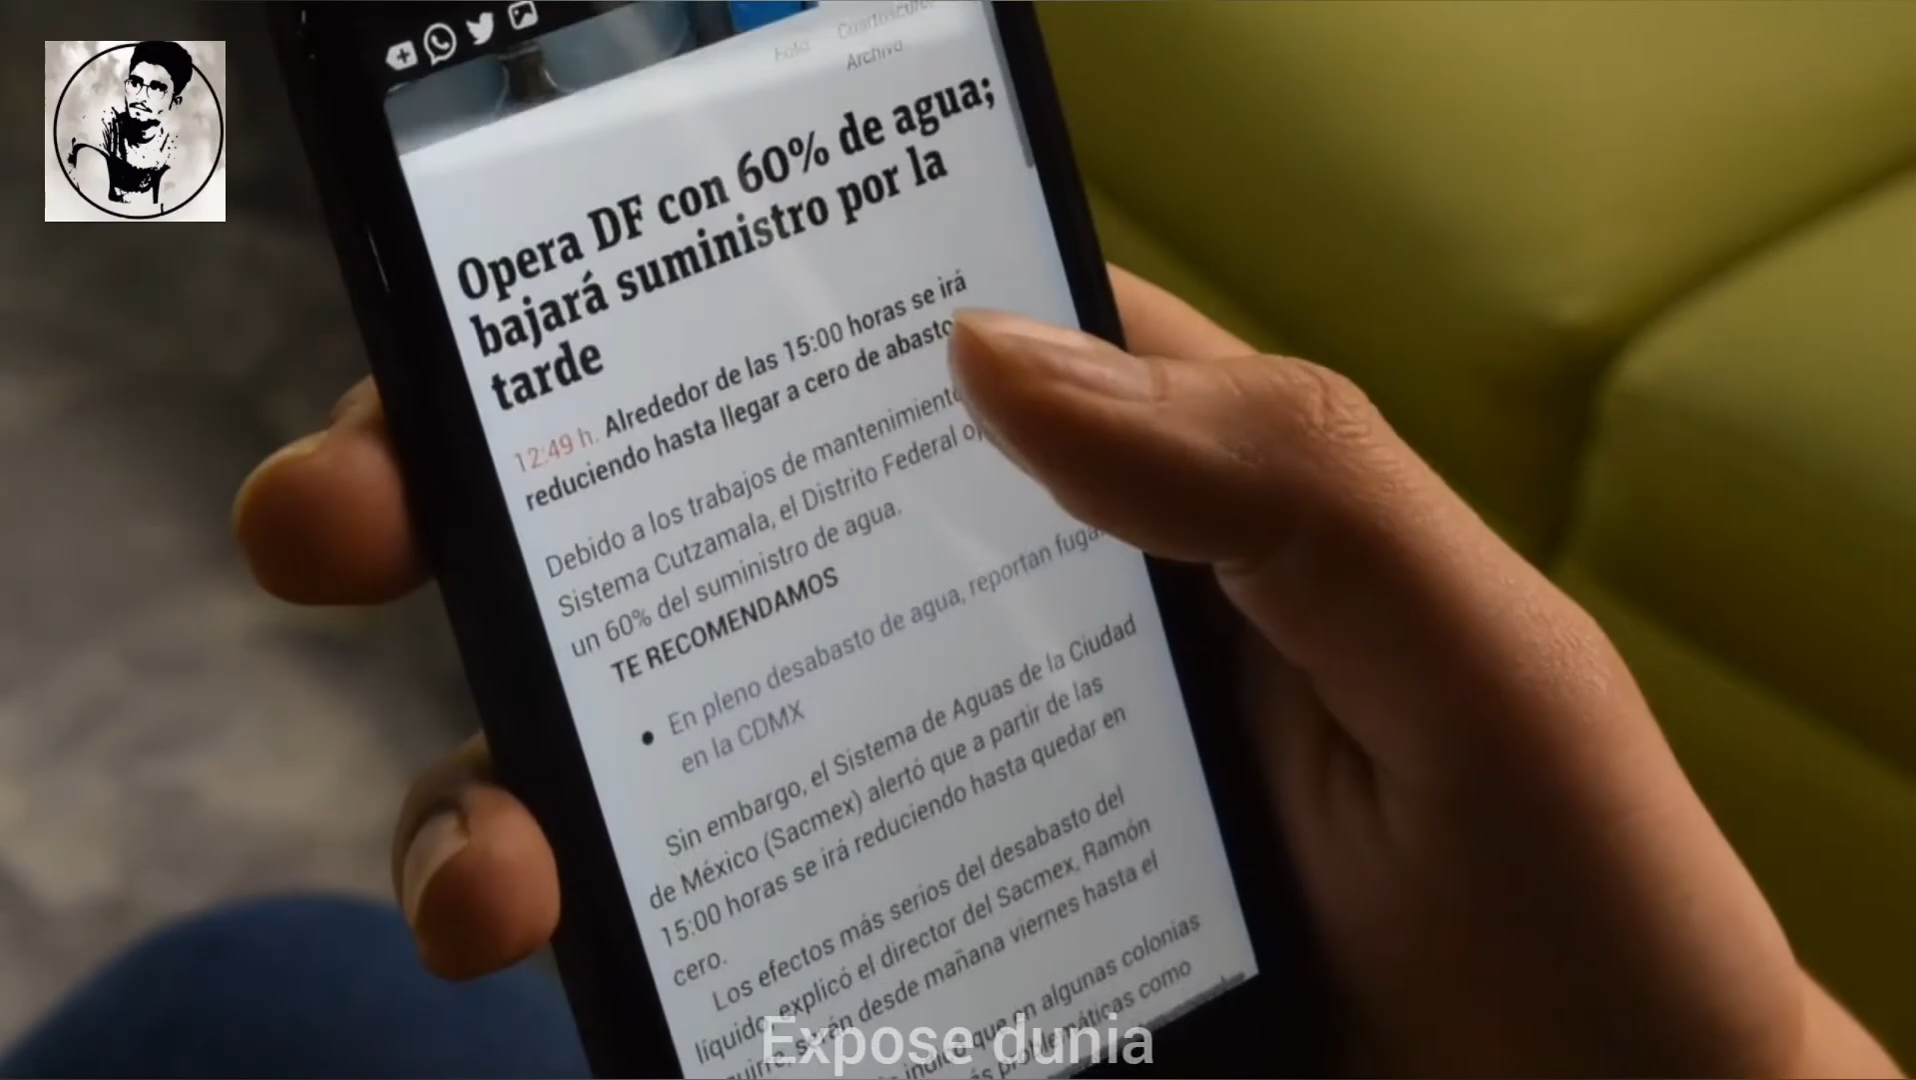 Foto Cuartoscuro
Archivo
Opera DF con 60% de agua;
bajará suministro por la
tarde
12:49 h. Alrededor de las 15:00 horas se irá
reduciendo hasta llegar a cero de abasto
Debido a los trabajos de mantenimiento
Sistema Cutzamala, el Distrito Federal
un 60% del suministro de agua.
TE RECOMENDAMOS
• En pleno desabasto de agua, reportan
en la CDMX
Sin embargo, el Sistema de Aguas de la Ciudad
de México (Sacmex) alertó que a partir de las
15:00 horas se irá reduciendo hasta quedar en
cero.
Los efectos más serios del desabasto del
líquido, explicó el director del Sacmex, Ramón
desde mañana viernes hasta el
que en algunas colonias
como
Expose dunia